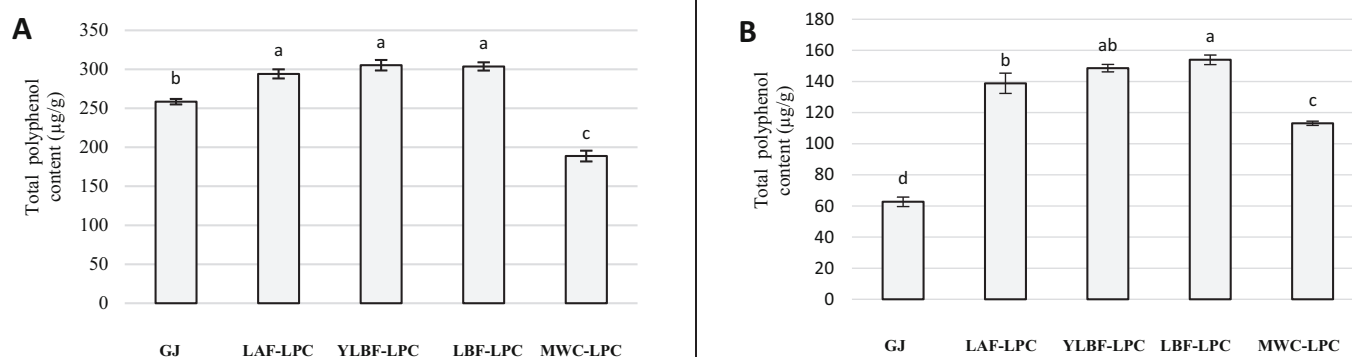 A
Total polyphenol
content (µg/g)
350
300
250
200
150
100
50
0
b
a
a
a
c
GJ LAF-LPC YLBF-LPC LBF-LPC MWC-LPC
B
Total polyphenol
content (µg/g)
180
160
140
120
100
80
60
40
20
0
d
b
ab
a
c
GJ LAF-LPC YLBF-LPC LBF-LPC MWC-LPC